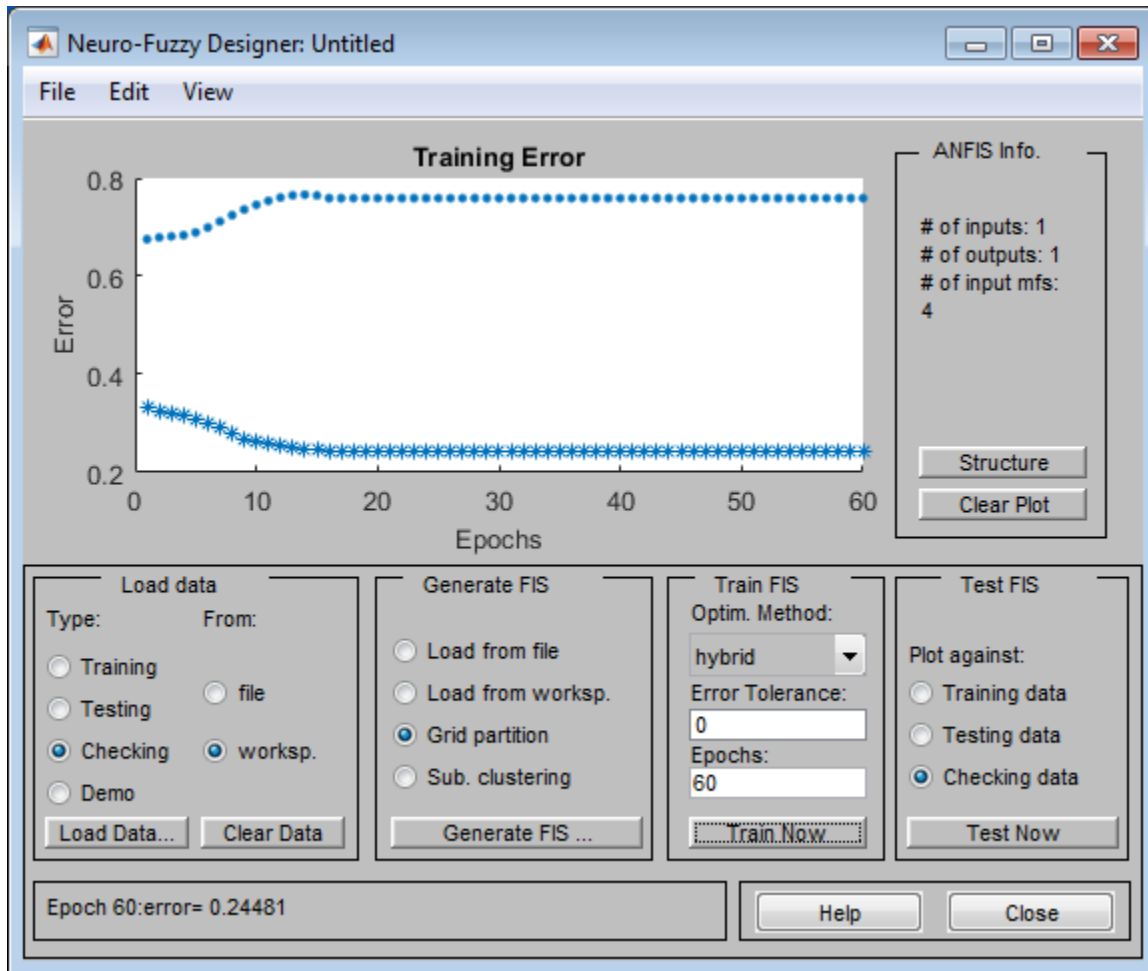 Neuro-Fuzzy Designer: Untitled
File Edit View
Training Error
0.8
0.6
0.4
0.2
Error
0 10 20 30 40 50 60
Epochs
ANFIS Info.
# of inputs: 1
# of outputs: 1
# of input mfs:
4
Structure
Clear Plot
Load data
Type: From:
Training
Testing
Checking
Demo
file
worksp.
Load Data... Clear Data
Generate FIS
Load from file
Load from worksp.
Grid partition
Sub. clustering
Generate FIS ...
Train FIS
Optim. Method:
hybrid
Error Tolerance:
0
Epochs:
60
Train Now
Test FIS
Plot against:
Training data
Testing data
Checking data
Test Now
Epoch 60:error= 0.24481
Help Close